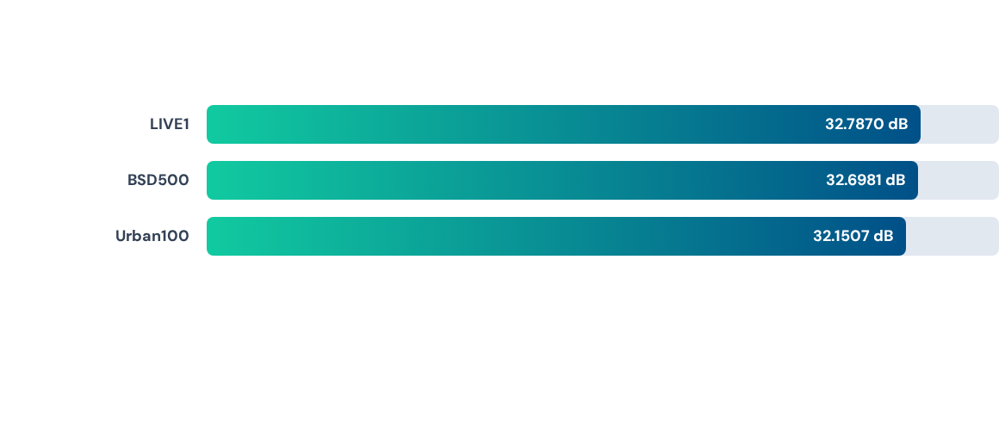 LIVE1 32.7870 dB
BSD500 32.6981 dB
Urban100 32.1507 dB